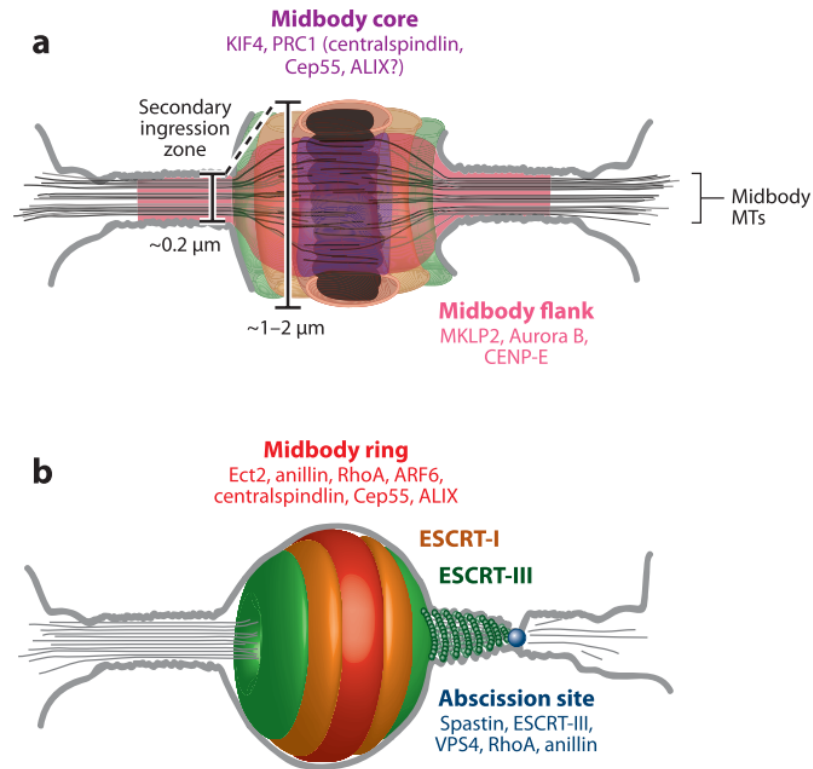 a
Midbody core
KIF4, PRC1 (centralspindlin,
Cep55, ALIX?)
Secondary
ingression
zone
~0.2 µm
~1–2 µm
Midbody
MTs
Midbody flank
MKLP2, Aurora B,
CENP-E
b
Midbody ring
Ect2, anillin, RhoA, ARF6,
centralspindlin, Cep55, ALIX
ESCRT-I
ESCRT-III
Abscission site
Spastin, ESCRT-III,
VPS4, RhoA, anillin